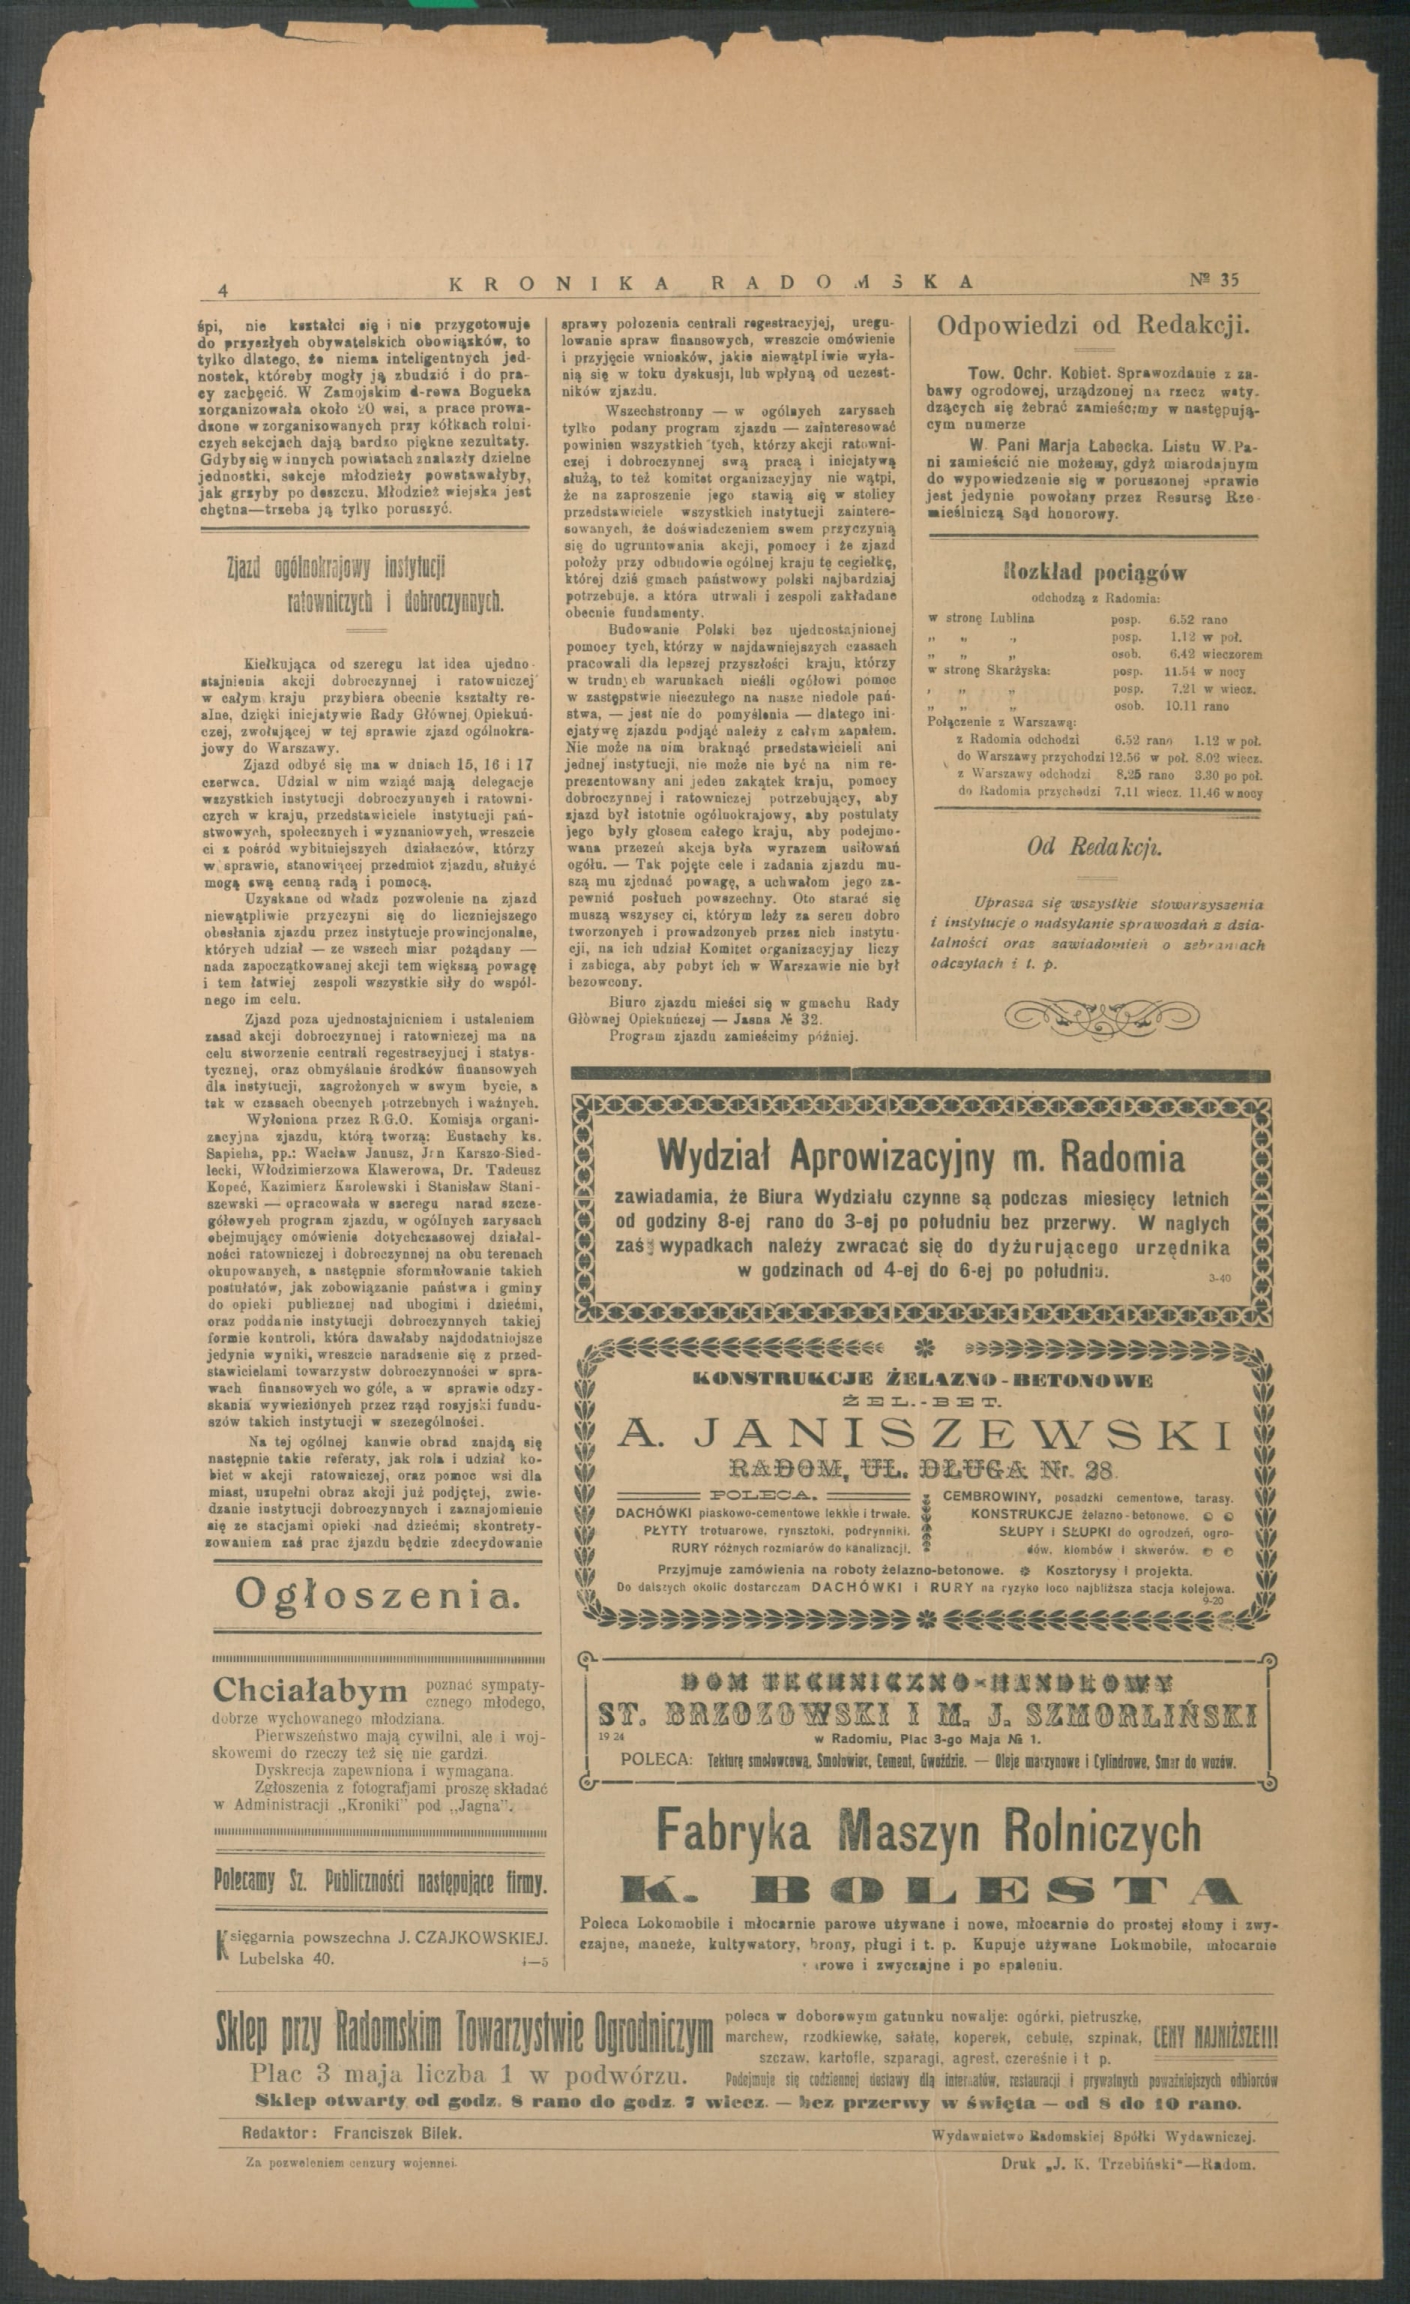 4
KRONIKA RADOMSKA
№ 35
śpi, nie kształci się i nie przygotowuje
do przyszłych obywatelskich obowiązków, to
tylko dlatego, że niema inteligentnych jed-
nostek, któreby mogły ją zbudzić i do pra-
cy zachęcić. W Zamojskim d-rowa Bogucka
zorganizowała około 20 wsi, a prace prowa-
dzone w zorganizowanych przy kółkach rolni-
czych sekcjach dają bardzo piękne rezultaty.
Gdyby się w innych powiatach znalazły dzielne
jednostki, sekcje młodzieży powstawałyby,
jak grzyby po deszczu. Młodzież wiejska jest
chętna—trzeba ją tylko poruszyć.
Zjazd ogólnokrajowy instytucji
ratowniczych i dobroczynnych.
Kiełkująca od szeregu lat idea ujedno-
stajnienia akcji dobroczynnej i ratowniczej
w całym kraju przybiera obecnie kształty re-
alne, dzięki inicjatywie Rady Głównej Opiekuń-
czej, zwołującej w tej sprawie zjazd ogólnokra-
jowy do Warszawy.
Zjazd odbyć się ma w dniach 15, 16 i 17
czerwca. Udział w nim wziąć mają delegacje
wszystkich instytucji dobroczynnych i ratowni-
czych w kraju, przedstawiciele instytucji pań-
stwowych, społecznych i wyznaniowych, wreszcie
ci z pośród wybitniejszych działaczów, którzy
w sprawie, stanowiącej przedmiot zjazdu, służyć
mogą swą cenną radą i pomocą.
Uzyskane od władz pozwolenie na zjazd
niewątpliwie przyczyni się do liczniejszego
obesłania zjazdu przez instytucje prowincjonalne,
których udział — ze wszech miar pożądany —
nada zapoczątkowanej akcji tem większą powagę
i tem łatwiej zespoli wszystkie siły do wspól-
nego im celu.
Zjazd poza ujednostajnieniem i ustaleniem
zasad akcji dobroczynnej i ratowniczej ma na
celu stworzenie centrali regestracyjnej i statys-
tycznej, oraz obmyślanie środków finansowych
dla instytucji, zagrożonych w swym bycie, a
tak w czasach obecnych potrzebnych i ważnych.
Wyłoniona przez R.G.O. Komisja organi-
zacyjna zjazdu, którą tworzą: Eustachy ks.
Sapieha, pp.: Wacław Janusz, Jan Karszo-Sied-
lecki, Włodzimierzowa Klawerowa, Dr. Tadeusz
Kopeć, Kazimierz Karolewski i Stanisław Stani-
szewski — opracowała w szeregu narad szcze-
gółowych program zjazdu, w ogólnych zarysach
obejmujący omówienie dotychczasowej działal-
ności ratowniczej i dobroczynnej na obu terenach
okupowanych, a następnie sformułowanie takich
postulatów, jak zobowiązanie państwa i gminy
do opieki publicznej nad ubogimi i dziećmi,
oraz poddanie instytucji dobroczynnych takiej
formie kontroli, która dawałaby najdodatniejsze
jedynie wyniki, wreszcie naradzenie się z przed-
stawicielami towarzystw dobroczynności w spra-
wach finansowych wo góle, a w sprawie odzy-
skania wywiezionych przez rząd rosyjski fundu-
szów takich instytucji w szczególności.
Na tej ogólnej kanwie obrad znajdą się
następnie takie referaty, jak rola i udział ko-
biet w akcji ratowniczej, oraz pomoc wsi dla
miast, uzupełni obraz akcji już podjętej, zwie-
dzanie instytucji dobroczynnych i zaznajomienie
się ze stacjami opieki nad dziećmi; skontrety-
zowaniem zaś prac zjazdu będzie zdecydowanie
sprawy położenia centrali regestracyjej, uregu-
lowanie spraw finansowych, wreszcie omówienie
i przyjęcie wniosków, jakie niewątpliwie wyła-
nią się w toku dyskusji, lub wpłyną od uczest-
ników zjazdu.
Wszechstronny — w ogólnych zarysach
tylko podany program zjazdu — zainteresować
powinien wszystkich tych, którzy akcji ratowni-
czej i dobroczynnej swą pracą i inicjatywą
służą, to też komitet organizacyjny nie wątpi,
że na zaproszenie jego stawią się w stolicy
przedstawiciele wszystkich instytucji zaintere-
sowanych, że doświadczeniem swem przyczynią
się do ugruntowania akcji, pomocy i że zjazd
położy przy odbudowie ogólnej kraju tę cegiełkę,
której dziś gmach państwowy polski najbardziaj
potrzebuje, a która utrwali i zespoli zakładane
obecnie fundamenty.
Budowanie Polski bez ujednostajnionej
pomocy tych, którzy w najdawniejszych czasach
pracowali dla lepszej przyszłości kraju, którzy
w trudnych warunkach nieśli ogółowi pomoc
w zastępstwie nieczułego na nasze niedole pań-
stwa, — jest nie do pomyślenia — dlatego ini-
cjatywę zjazdu podjąć należy z całym zapałem.
Nie może na nim braknąć przedstawicieli ani
jednej instytucji, nie może nie być na nim re-
prezentowany ani jeden zakątek kraju, pomocy
dobroczynnej i ratowniczej potrzebujący, aby
zjazd był istotnie ogólnokrajowy, aby postulaty
jego były głosem całego kraju, aby podejmo-
wana przezeń akcja była wyrazem usiłowań
ogółu. — Tak pojęte cele i zadania zjazdu mu-
szą mu zjednać powagę, a uchwałom jego za-
pewnić posłuch powszechny. Oto starać się
muszą wszyscy ci, którym leży za sercu dobro
tworzonych i prowadzonych przez nich instytu-
cji, na ich udział Komitet organizacyjny liczy
i zabiega, aby pobyt ich w Warszawie nie był
bezowcony.
Biuro zjazdu mieści się w gmachu Rady
Głównej Opiekuńczej — Jasna № 32.
Program zjazdu zamieścimy później.
Odpowiedzi od Redakcji.
Tow. Ochr. Kobiet. Sprawozdanie z za-
bawy ogrodowej, urządzonej na rzecz wsty-
dzących się żebrać zamieścimy w następują-
cym numerze
W. Pani Marja Łabęcka. Listu W. Pa-
ni zamieścić nie możemy, gdyż miarodajnym
do wypowiedzenie się w poruszonej sprawie
jest jedynie powołany przez Resursę Rze-
mieślniczą Sąd honorowy.
Rozkład pociągów
odchodzą z Radomia:
w stronę Lublina posp. 6.52 rano
„ „ „ posp. 1.12 w poł.
„ „ „ osob. 6.42 wieczorem
w stronę Skarżyska: posp. 11.54 w nocy
„ „ „ posp. 7.21 w wiecz.
„ „ „ osob. 10.11 rano
Połączenie z Warszawą:
z Radomia odchodzi 6.52 rano 1.12 w poł.
do Warszawy przychodzi 12.56 w poł. 8.02 wiecz.
z Warszawy odchodzi 8.25 rano 3.30 po poł.
do Radomia przychodzi 7.11 wiecz. 11.46 w nocy
Od Redakcji.
Uprasza się wszystkie stowarzyszenia
i instytucje o nadsyłanie sprawozdań z dzia-
łalności oraz zawiadomień o zebraniach
odczytach i t. p.
Wydział Aprowizacyjny m. Radomia
zawiadamia, że Biura Wydziału czynne są podczas miesięcy letnich
od godziny 8-ej rano do 3-ej po południu bez przerwy. W nagłych
zaś wypadkach należy zwracać się do dyżurującego urzędnika
w godzinach od 4-ej do 6-ej po południu.
3-40
KONSTRUKCJE ŻELAZNO-BETONOWE
ŻEL.-BET.
A. JANISZEWSKI
RADOM, UL. DŁUGA Nr. 28.
POLECA.
DACHÓWKI piaskowo-cementowe lekkie i trwałe.
PŁYTY trotuarowe, rynsztoki, podrynniki.
RURY różnych rozmiarów do kanalizacji.
CEMBROWINY, posadzki cementowe, tarasy.
KONSTRUKCJE żelazno-betonowe.
SŁUPY i SŁUPKI do ogrodzeń, ogro-
dów, klombów i skwerów.
Przyjmuje zamówienia na roboty żelazno-betonowe. Kosztorysy i projekta.
Do dalszych okolic dostarczam DACHÓWKI i RURY na ryzyko loco najbliższa stacja kolejowa.
9-20
DOM TECHNICZNO-HANDLOWY
ST. BRZOZOWSKI I M. J. SZMORLIŃSKI
19 24
w Radomiu, Plac 3-go Maja № 1.
POLECA: Tekturę smołowcową, Smołowiec, Cement, Gwoździe. — Oleje maszynowe i Cylindrowe, Smar do wozów.
Fabryka Maszyn Rolniczych
K. BOLESTA
Poleca Lokomobile i młocarnie parowe używane i nowe, młocarnie do prostej słomy i zwy-
czajne, maneże, kultywatory, brony, pługi i t. p. Kupuje używane Lokmobile, młocarnie
parowe i zwyczajne i po spaleniu.
Ogłoszenia.
Chciałabym poznać sympaty-
cznego młodego,
dobrze wychowanego młodziana.
Pierwszeństwo mają cywilni, ale i woj-
skowemi do rzeczy też się nie gardzi.
Dyskrecja zapewniona i wymagana.
Zgłoszenia z fotografjami proszę składać
w Administracji „Kroniki” pod „Jagna”.
Polecamy Sz. Publiczności następujące firmy.
Księgarnia powszechna J. CZAJKOWSKIEJ.
Lubelska 40.
4—5
Sklep przy Radomskim Towarzystwie Ogrodniczym
Plac 3 maja liczba 1 w podwórzu.
poleca w doborowym gatunku nowalje: ogórki, pietruszkę,
marchew, rzodkiewkę, sałatę, koperek, cebulę, szpinak,
szczaw, kartofle, szparagi, agrest, czereśnie i t p.
CENY NAJNIŻSZE!!!
Podejmuje się codziennej dostawy dla internatów, restauracji i prywatnych poważniejszych odbiorców
Sklep otwarty od godz. 8 rano do godz. 7 wiecz. — bez przerwy w święta — od 8 do 10 rano.
Redaktor: Franciszek Bilek.
Wydawnictwo Radomskiej Spółki Wydawniczej.
Za pozwoleniem cenzury wojennej.
Druk „J. K. Trzebiński”—Radom.